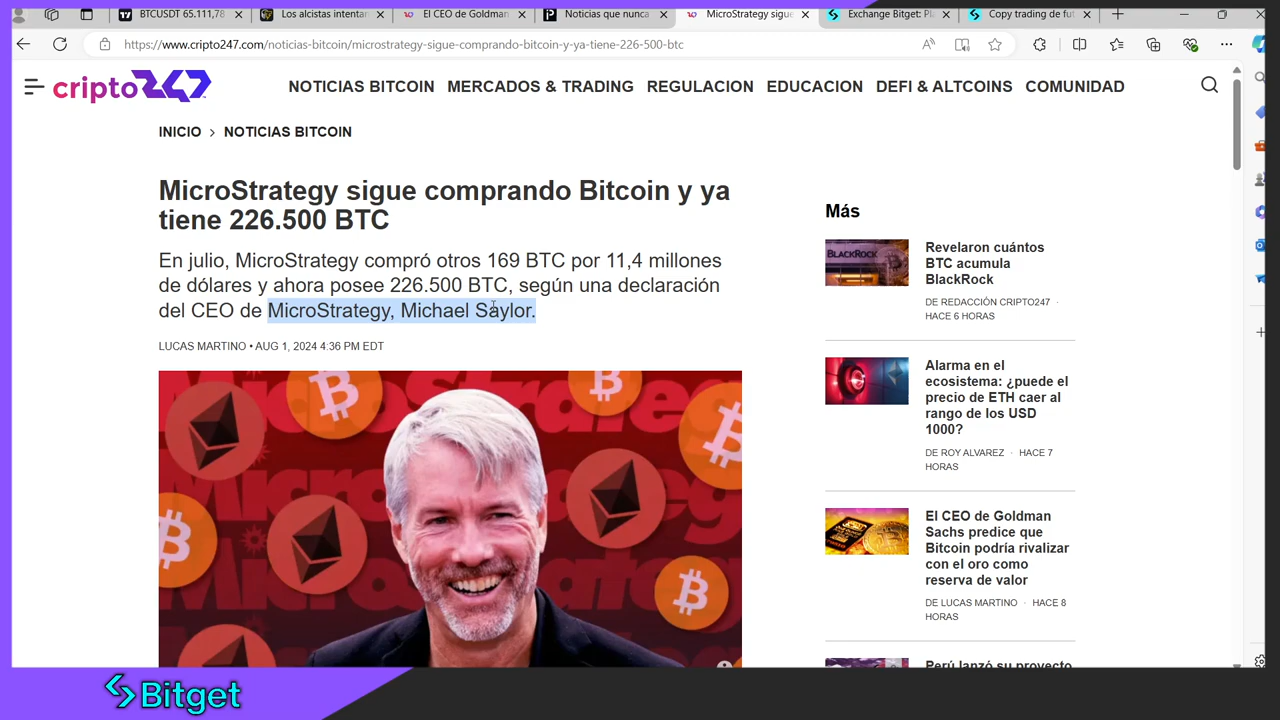 BTCUSDT 65.111,78
Los alcistas intentar
El CEO de Goldman
Noticias que nunca
MicroStrategy sigue
Exchange Bitget: Pla
Copy trading de fut
https://www.cripto247.com/noticias-bitcoin/microstrategy-sigue-comprando-bitcoin-y-ya-tiene-226-500-btc
cripto247
NOTICIAS BITCOIN MERCADOS & TRADING REGULACION EDUCACION DEFI & ALTCOINS COMUNIDAD
INICIO > NOTICIAS BITCOIN
MicroStrategy sigue comprando Bitcoin y ya
tiene 226.500 BTC
En julio, MicroStrategy compró otros 169 BTC por 11,4 millones
de dólares y ahora posee 226.500 BTC, según una declaración
del CEO de MicroStrategy, Michael Saylor.
LUCAS MARTINO • AUG 1, 2024 4:36 PM EDT
MicroStrateg
Más
BLACKROCK
Revelaron cuántos
BTC acumula
BlackRock
DE REDACCIÓN CRIPTO247 ·
HACE 6 HORAS
Alarma en el
ecosistema: ¿puede el
precio de ETH caer al
rango de los USD
1000?
DE ROY ALVAREZ · HACE 7
HORAS
El CEO de Goldman
Sachs predice que
Bitcoin podría rivalizar
con el oro como
reserva de valor
DE LUCAS MARTINO · HACE 8
HORAS
Perú lanzó su proyecto
Bitget